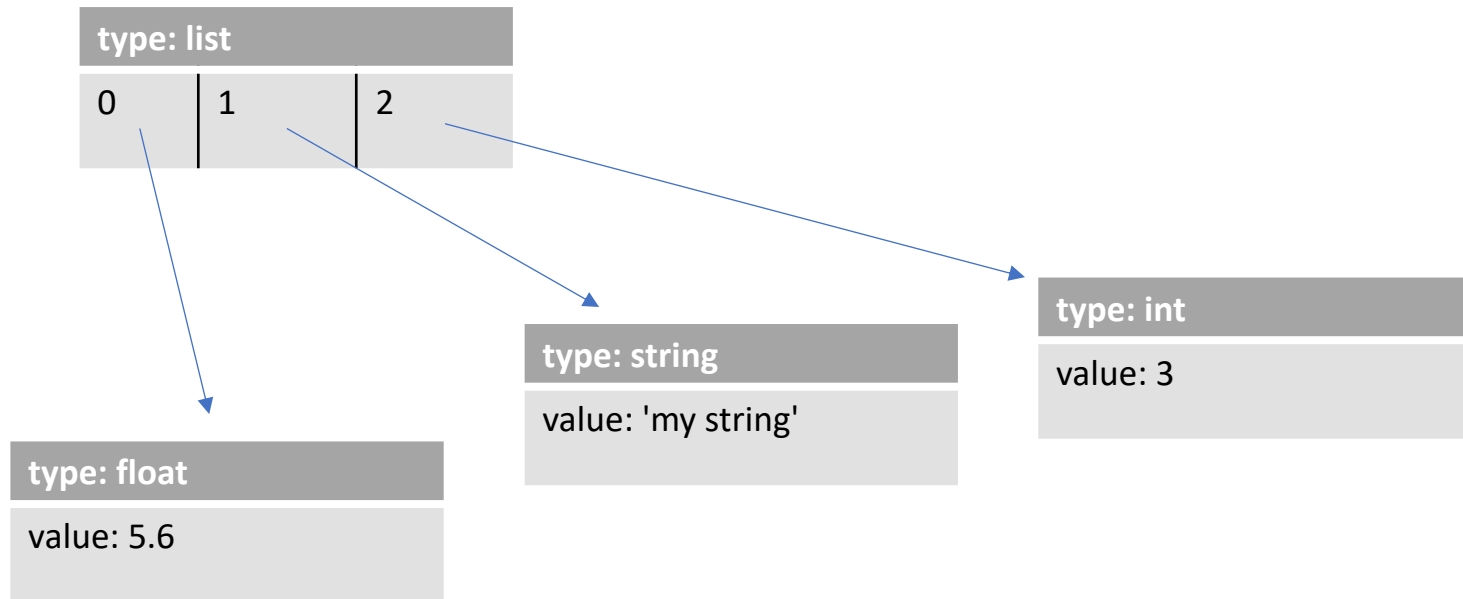 type: list
0 1 2
type: int
value: 3
type: string
value: 'my string'
type: float
value: 5.6